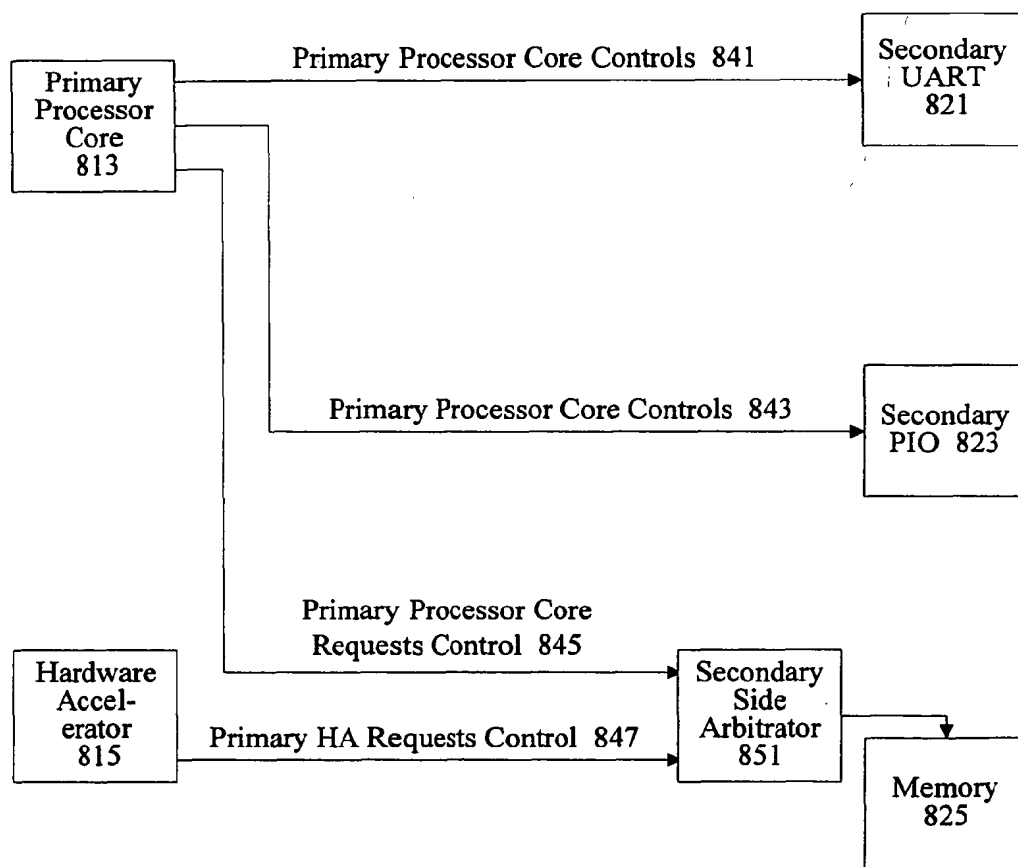 Primary
Processor
Core
813
Primary Processor Core Controls 841
Secondary
UART
821
Primary Processor Core Controls 843
Secondary
PIO 823
Primary Processor Core
Requests Control 845
Hardware
Accel-
erator
815
Primary HA Requests Control 847
Secondary
Side
Arbitrator
851
Memory
825